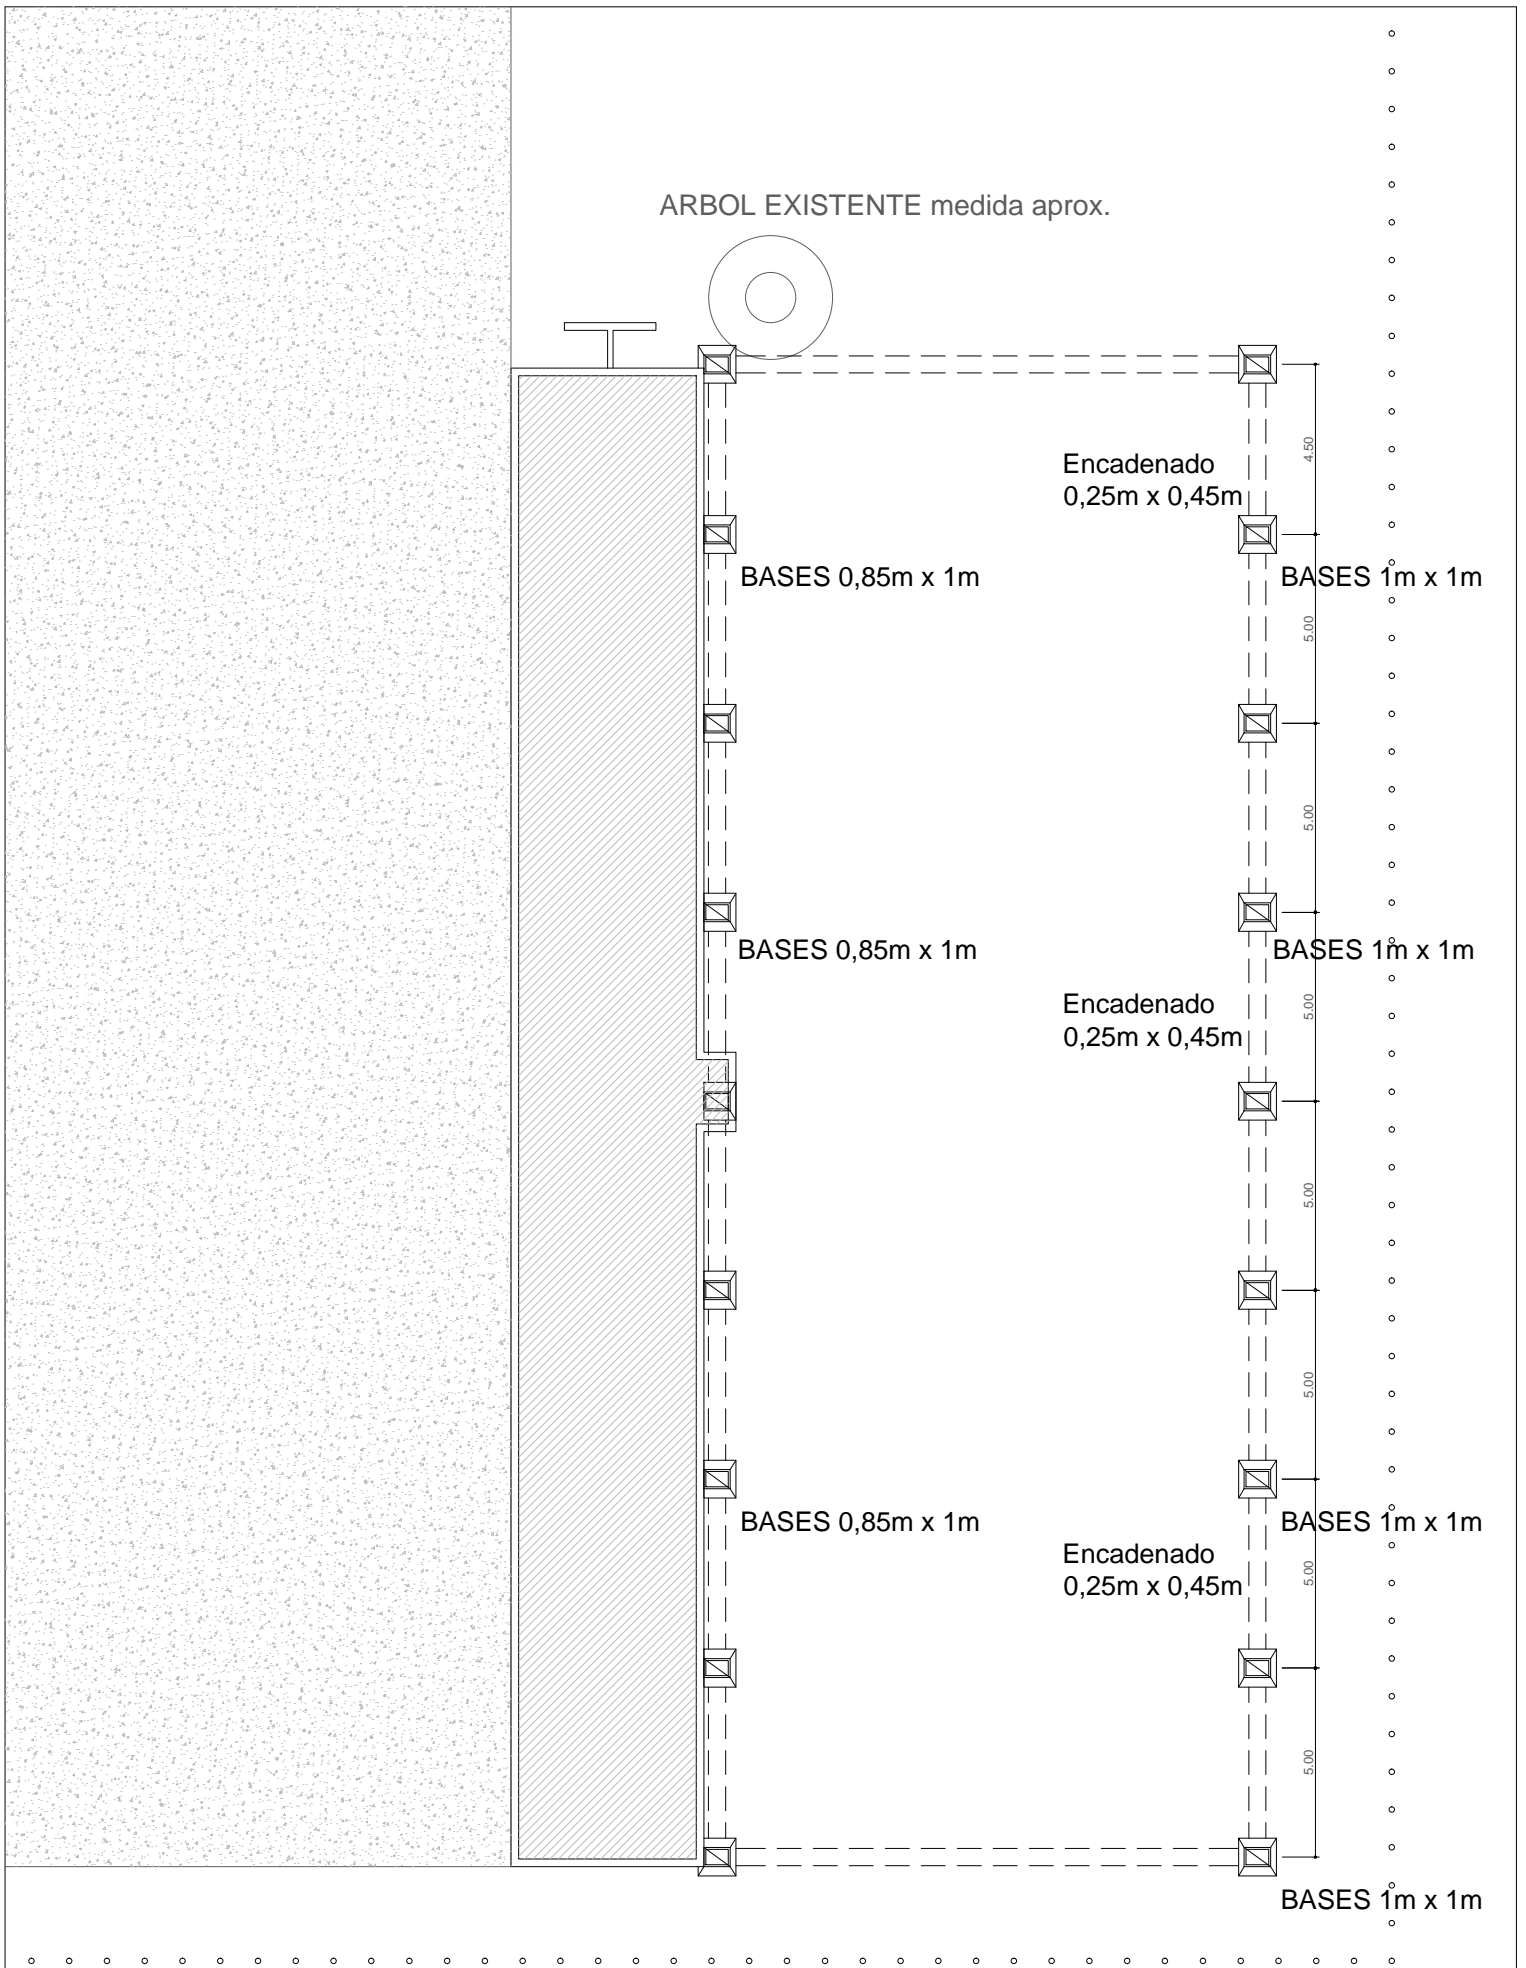 ARBOL EXISTENTE medida aprox.
4.50
Encadenado
0,25m x 0,45m
BASES 0,85m x 1m
BASES 1m x 1m
5.00
5.00
BASES 0,85m x 1m
BASES 1m x 1m
Encadenado
0,25m x 0,45m
5.00
5.00
5.00
BASES 0,85m x 1m
BASES 1m x 1m
Encadenado
0,25m x 0,45m
5.00
5.00
BASES 1m x 1m